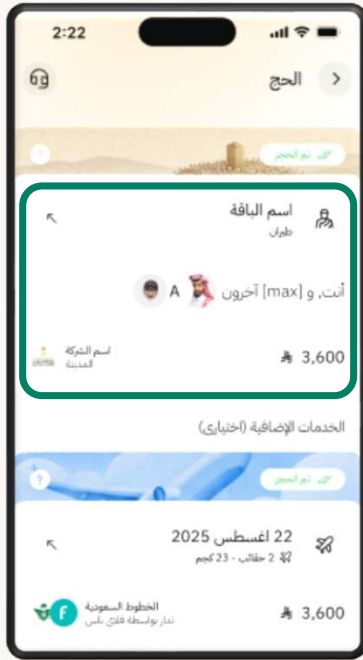 2:22
الحج
تم الحجز
اسم الباقة
طيران
أنت, و [max] آخرون A
3,600
اسم الشركة
المدينة
الخدمات الإضافية (اختياري)
تم الحجز
?
22 اغسطس 2025
2 حقائب - 23 كجم
3,600
الخطوط السعودية
تدار بواسطة فلاي ناس